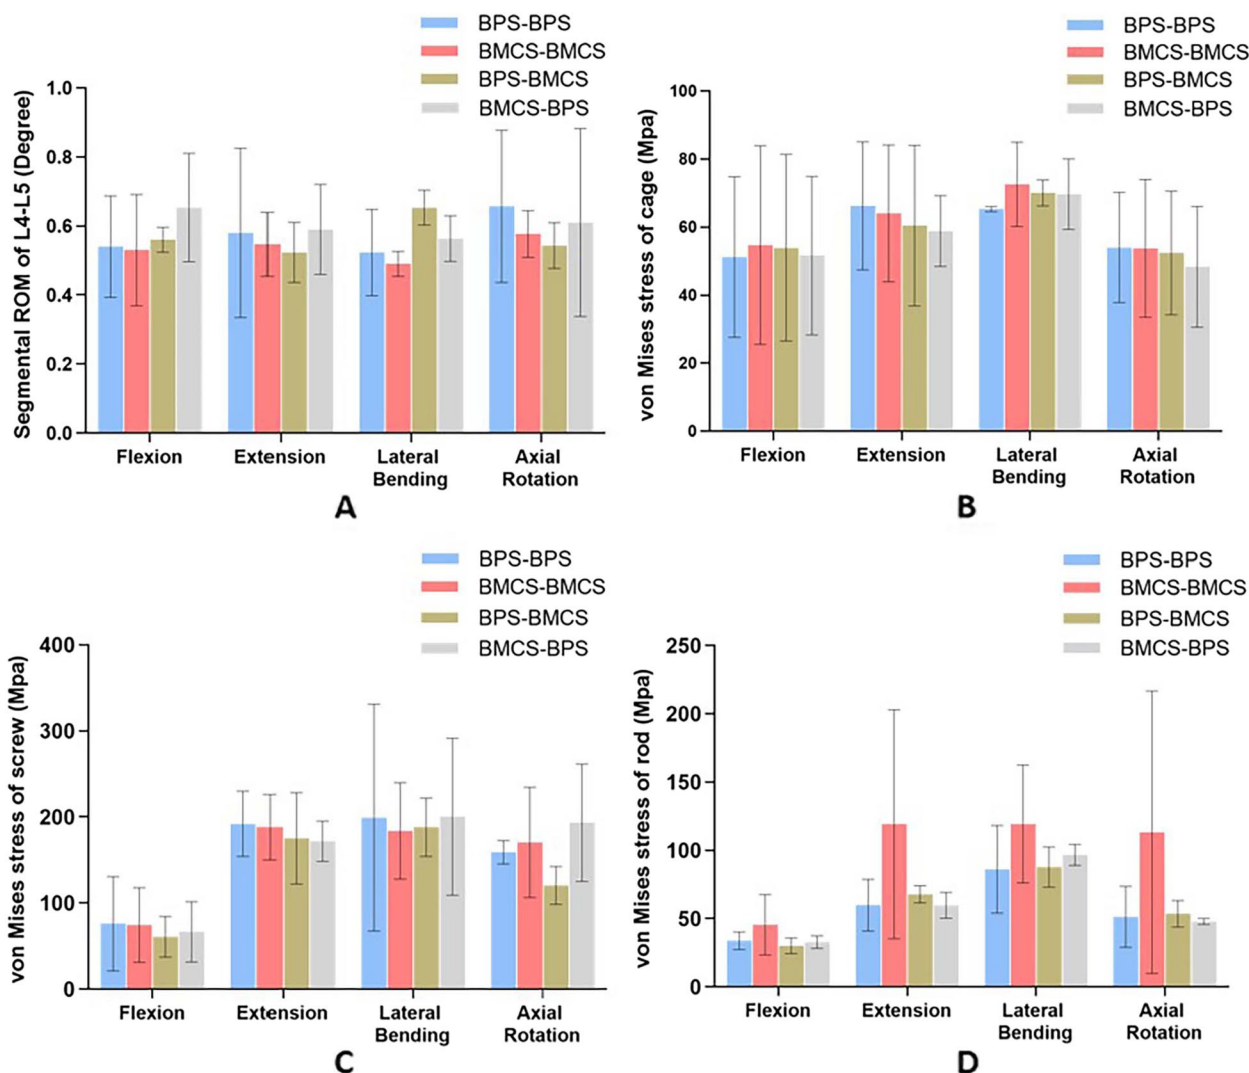 BPS-BPS
BMCS-BMCS
BPS-BMCS
BMCS-BPS
Segmental ROM of L4-L5 (Degree)
1.0
0.8
0.6
0.4
0.2
0.0
Flexion
Extension
Lateral
Bending
Axial
Rotation
A
BPS-BPS
BMCS-BMCS
BPS-BMCS
BMCS-BPS
von Mises stress of cage (Mpa)
100
80
60
40
20
0
Flexion
Extension
Lateral
Bending
Axial
Rotation
B
BPS-BPS
BMCS-BMCS
BPS-BMCS
BMCS-BPS
von Mises stress of screw (Mpa)
400
300
200
100
0
Flexion
Extension
Lateral
Bending
Axial
Rotation
C
BPS-BPS
BMCS-BMCS
BPS-BMCS
BMCS-BPS
von Mises stress of rod (Mpa)
250
200
150
100
50
0
Flexion
Extension
Lateral
Bending
Axial
Rotation
D